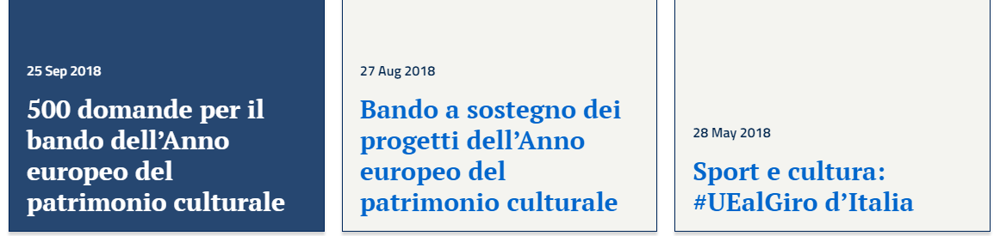 25 Sep 2018
500 domande per il
bando dell’Anno
europeo del
patrimonio culturale
27 Aug 2018
Bando a sostegno dei
progetti dell’Anno
europeo del
patrimonio culturale
28 May 2018
Sport e cultura:
#UEalGiro d’Italia